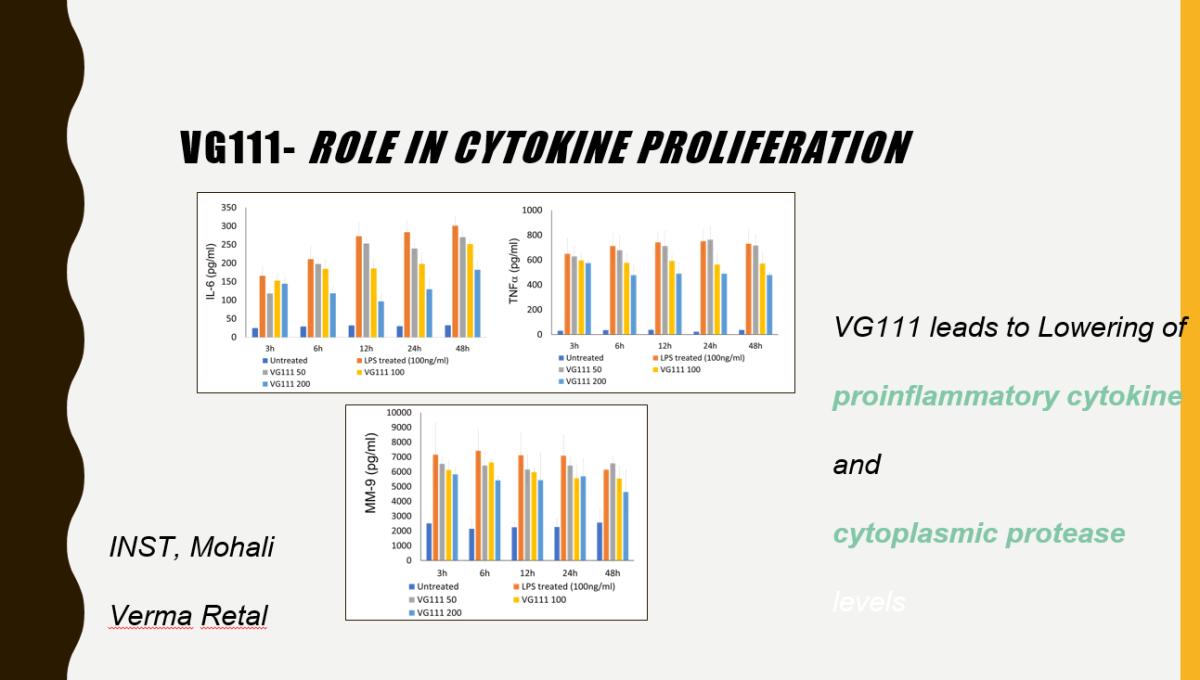 VG111- ROLE IN CYTOKINE PROLIFERATION
IL-6 (pg/ml)
350
300
250
200
150
100
50
0
3h 6h 12h 24h 48h
Untreated LPS treated (100ng/ml)
VG111 50 VG111 100
VG111 200
TNFα (pg/ml)
1000
800
600
400
200
0
3h 6h 12h 24h 48h
Untreated LPS treated (100ng/ml)
VG111 50 VG111 100
VG111 200
MM-9 (pg/ml)
10000
9000
8000
7000
6000
5000
4000
3000
2000
1000
0
3h 6h 12h 24h 48h
Untreated LPS treated (100ng/ml)
VG111 50 VG111 100
VG111 200
VG111 leads to Lowering of
proinflammatory cytokine
and
cytoplasmic protease
levels
INST, Mohali
Verma Retal